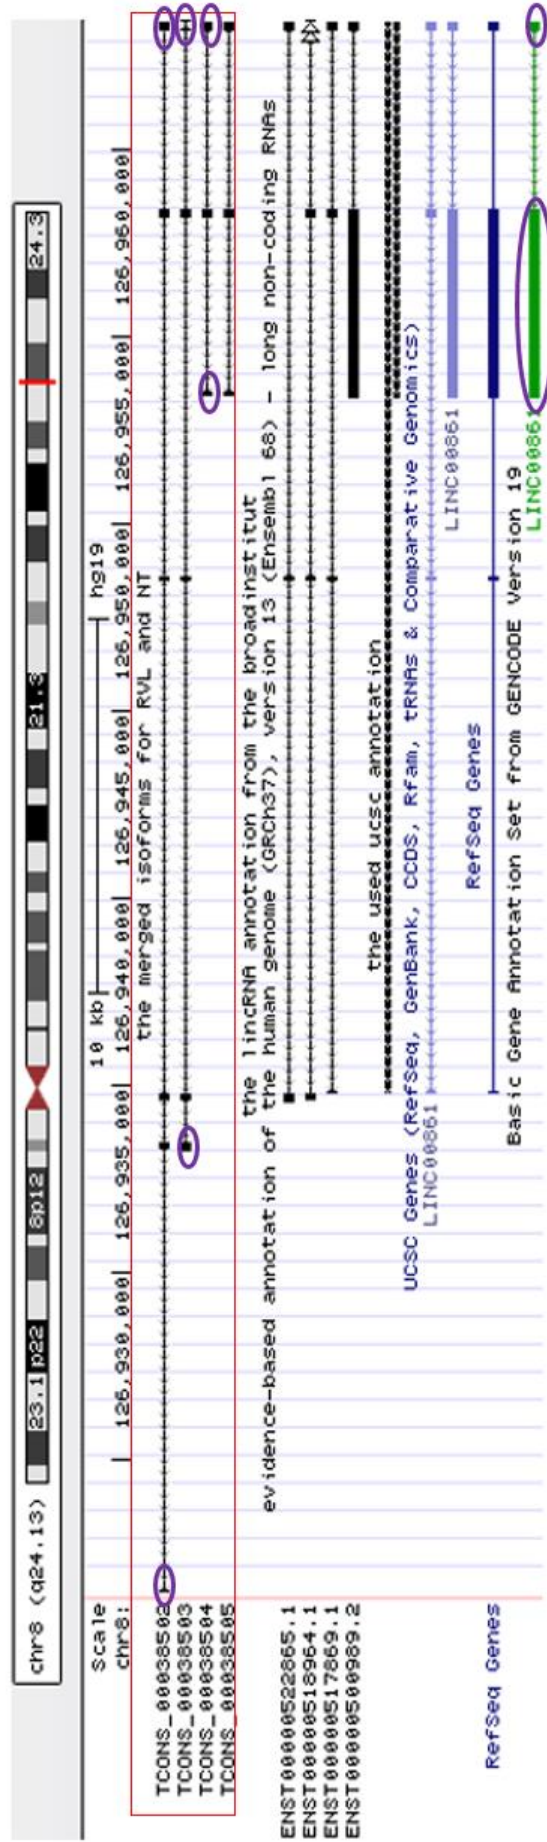 chr8 (q24.13) 23.1 p22 8p12 21.3 24.3
Scale 10 kb hg19
chr8: 126,930,000 126,935,000 126,940,000 126,945,000 126,950,000 126,955,000 126,960,000
the merged isoforms for RVL and NT
TCONS_00038502
TCONS_00038503
TCONS_00038504
TCONS_00038505
the lincRNA annotation from the broadinstitut
evidence-based annotation of the human genome (GRCh37), version 13 (Ensembl 68) - long non-coding RNAs
ENST00000522865.1
ENST00000518964.1
ENST00000517869.1
ENST00000500989.2
the used ucsc annotation
UCSC Genes (RefSeq, GenBank, CCDS, Rfam, tRNAs & Comparative Genomics)
LINC00861
LINC00861
RefSeq Genes
RefSeq Genes
Basic Gene Annotation Set from GENCODE Version 19
LINC00861